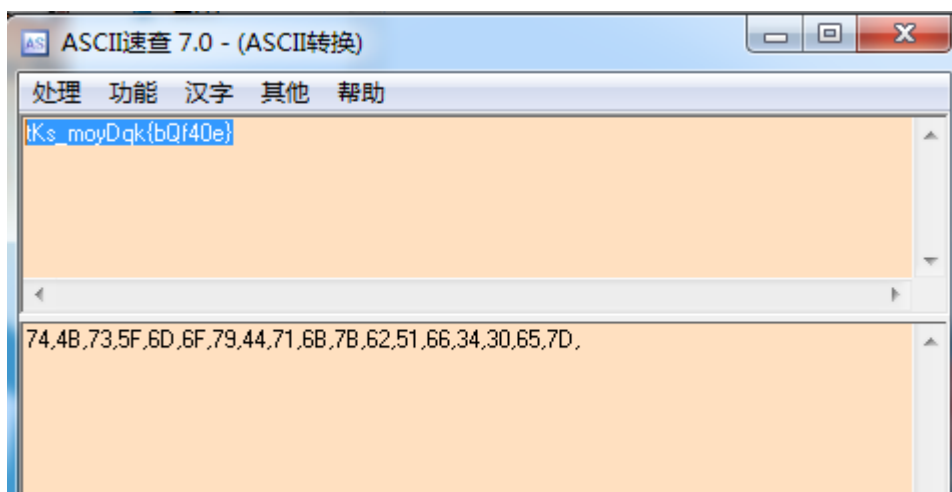 ASCII速查 7.0 - (ASCII转换)
处理 功能 汉字 其他 帮助
tKs_moyDqk{bQf40e}
74,4B,73,5F,6D,6F,79,44,71,6B,7B,62,51,66,34,30,65,7D,